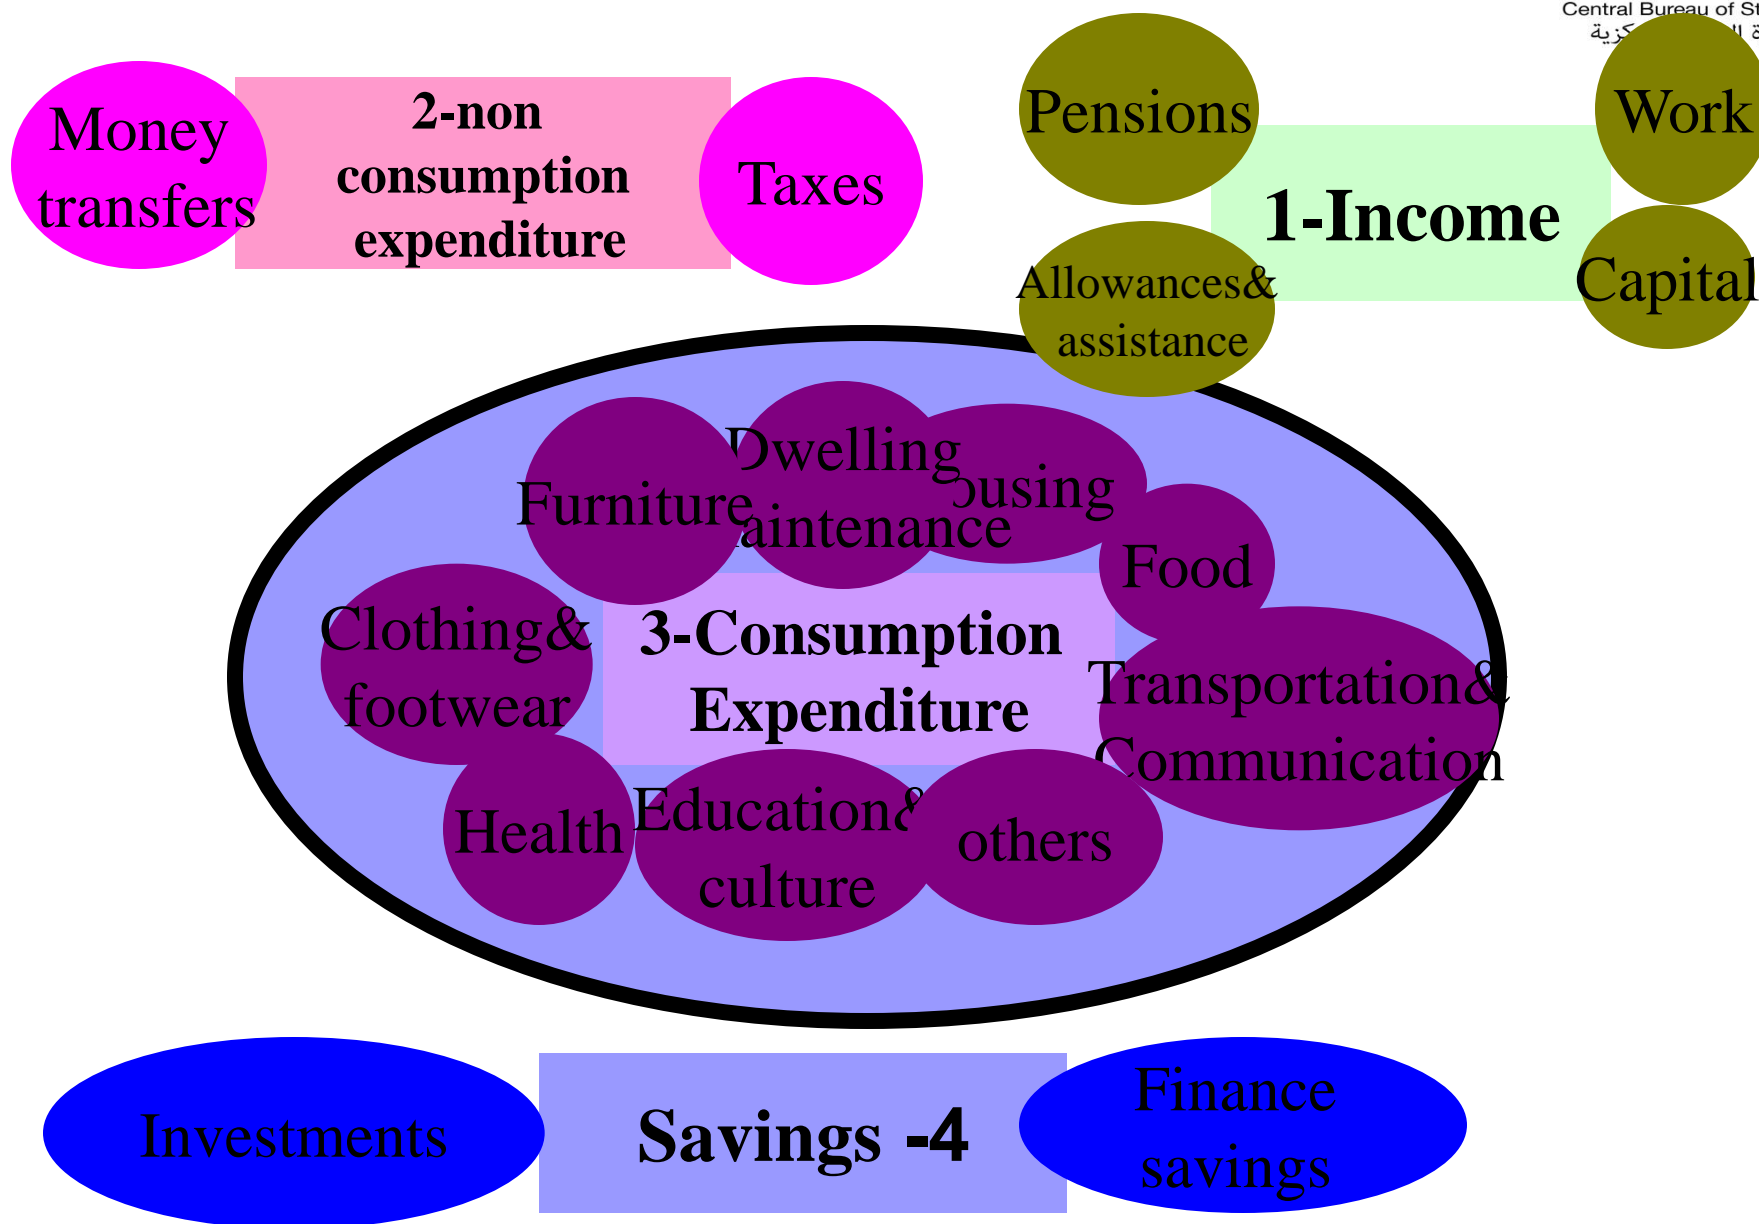 Central Bureau of St
Money
transfers
2-non
consumption
expenditure
Taxes
Pensions
Work
1-Income
Allowances&
assistance
Capital
Furniture
Dwelling
aintenance
ousing
Food
Clothing&
footwear
3-Consumption
Expenditure
Transportation&
Communication
Health
Education&
culture
others
Investments
Savings -4
Finance
savings